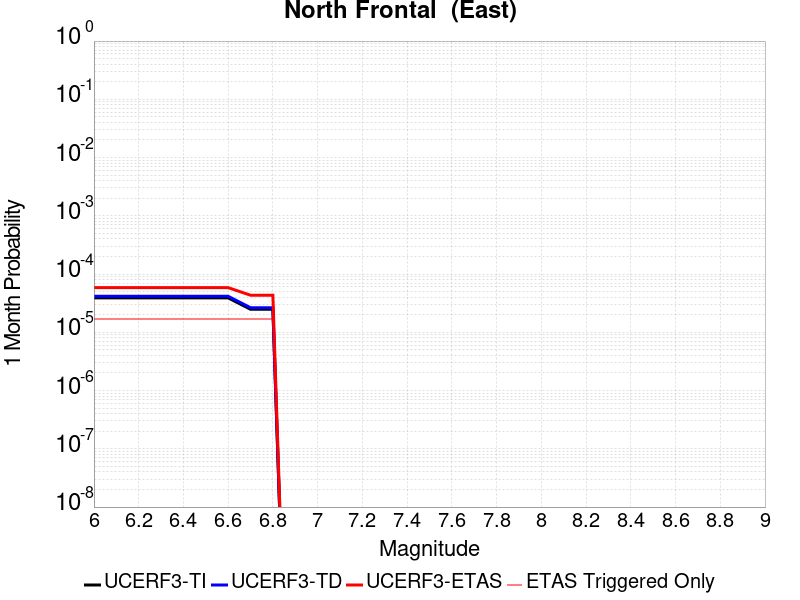 North Frontal  (East)
10^0
10^-1
10^-2
10^-3
10^-4
10^-5
10^-6
10^-7
10^-8
1 Month Probability
6 6.2 6.4 6.6 6.8 7 7.2 7.4 7.6 7.8 8 8.2 8.4 8.6 8.8 9
Magnitude
UCERF3-TI UCERF3-TD UCERF3-ETAS ETAS Triggered Only